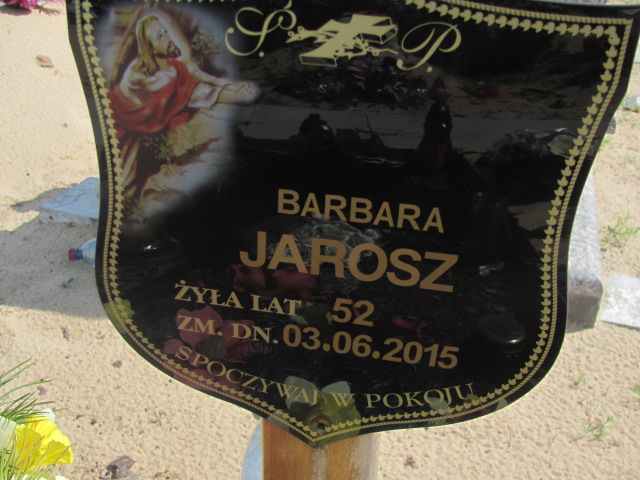 Ś. P.
BARBARA
JAROSZ
ŻYŁA LAT 52
ZM. DN. 03.06.2015
SPOCZYWAJ W POKOJU